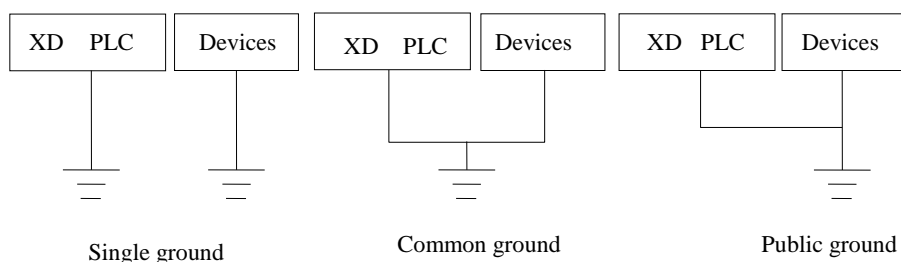 XD PLC
Devices
XD PLC
Devices
XD PLC
Devices
Single ground
Common ground
Public ground